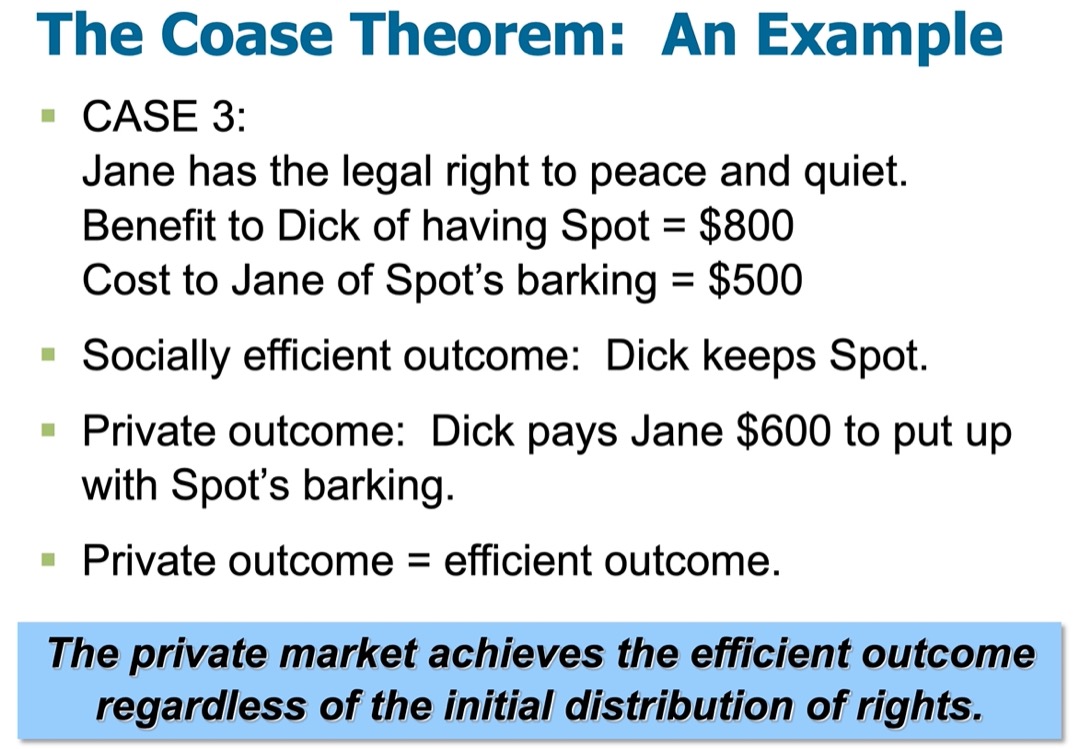 The Coase Theorem:  An Example
▪ CASE 3:
Jane has the legal right to peace and quiet.
Benefit to Dick of having Spot = $800
Cost to Jane of Spot’s barking = $500
▪ Socially efficient outcome:  Dick keeps Spot.
▪ Private outcome:  Dick pays Jane $600 to put up
with Spot’s barking.
▪ Private outcome = efficient outcome.
The private market achieves the efficient outcome
regardless of the initial distribution of rights.